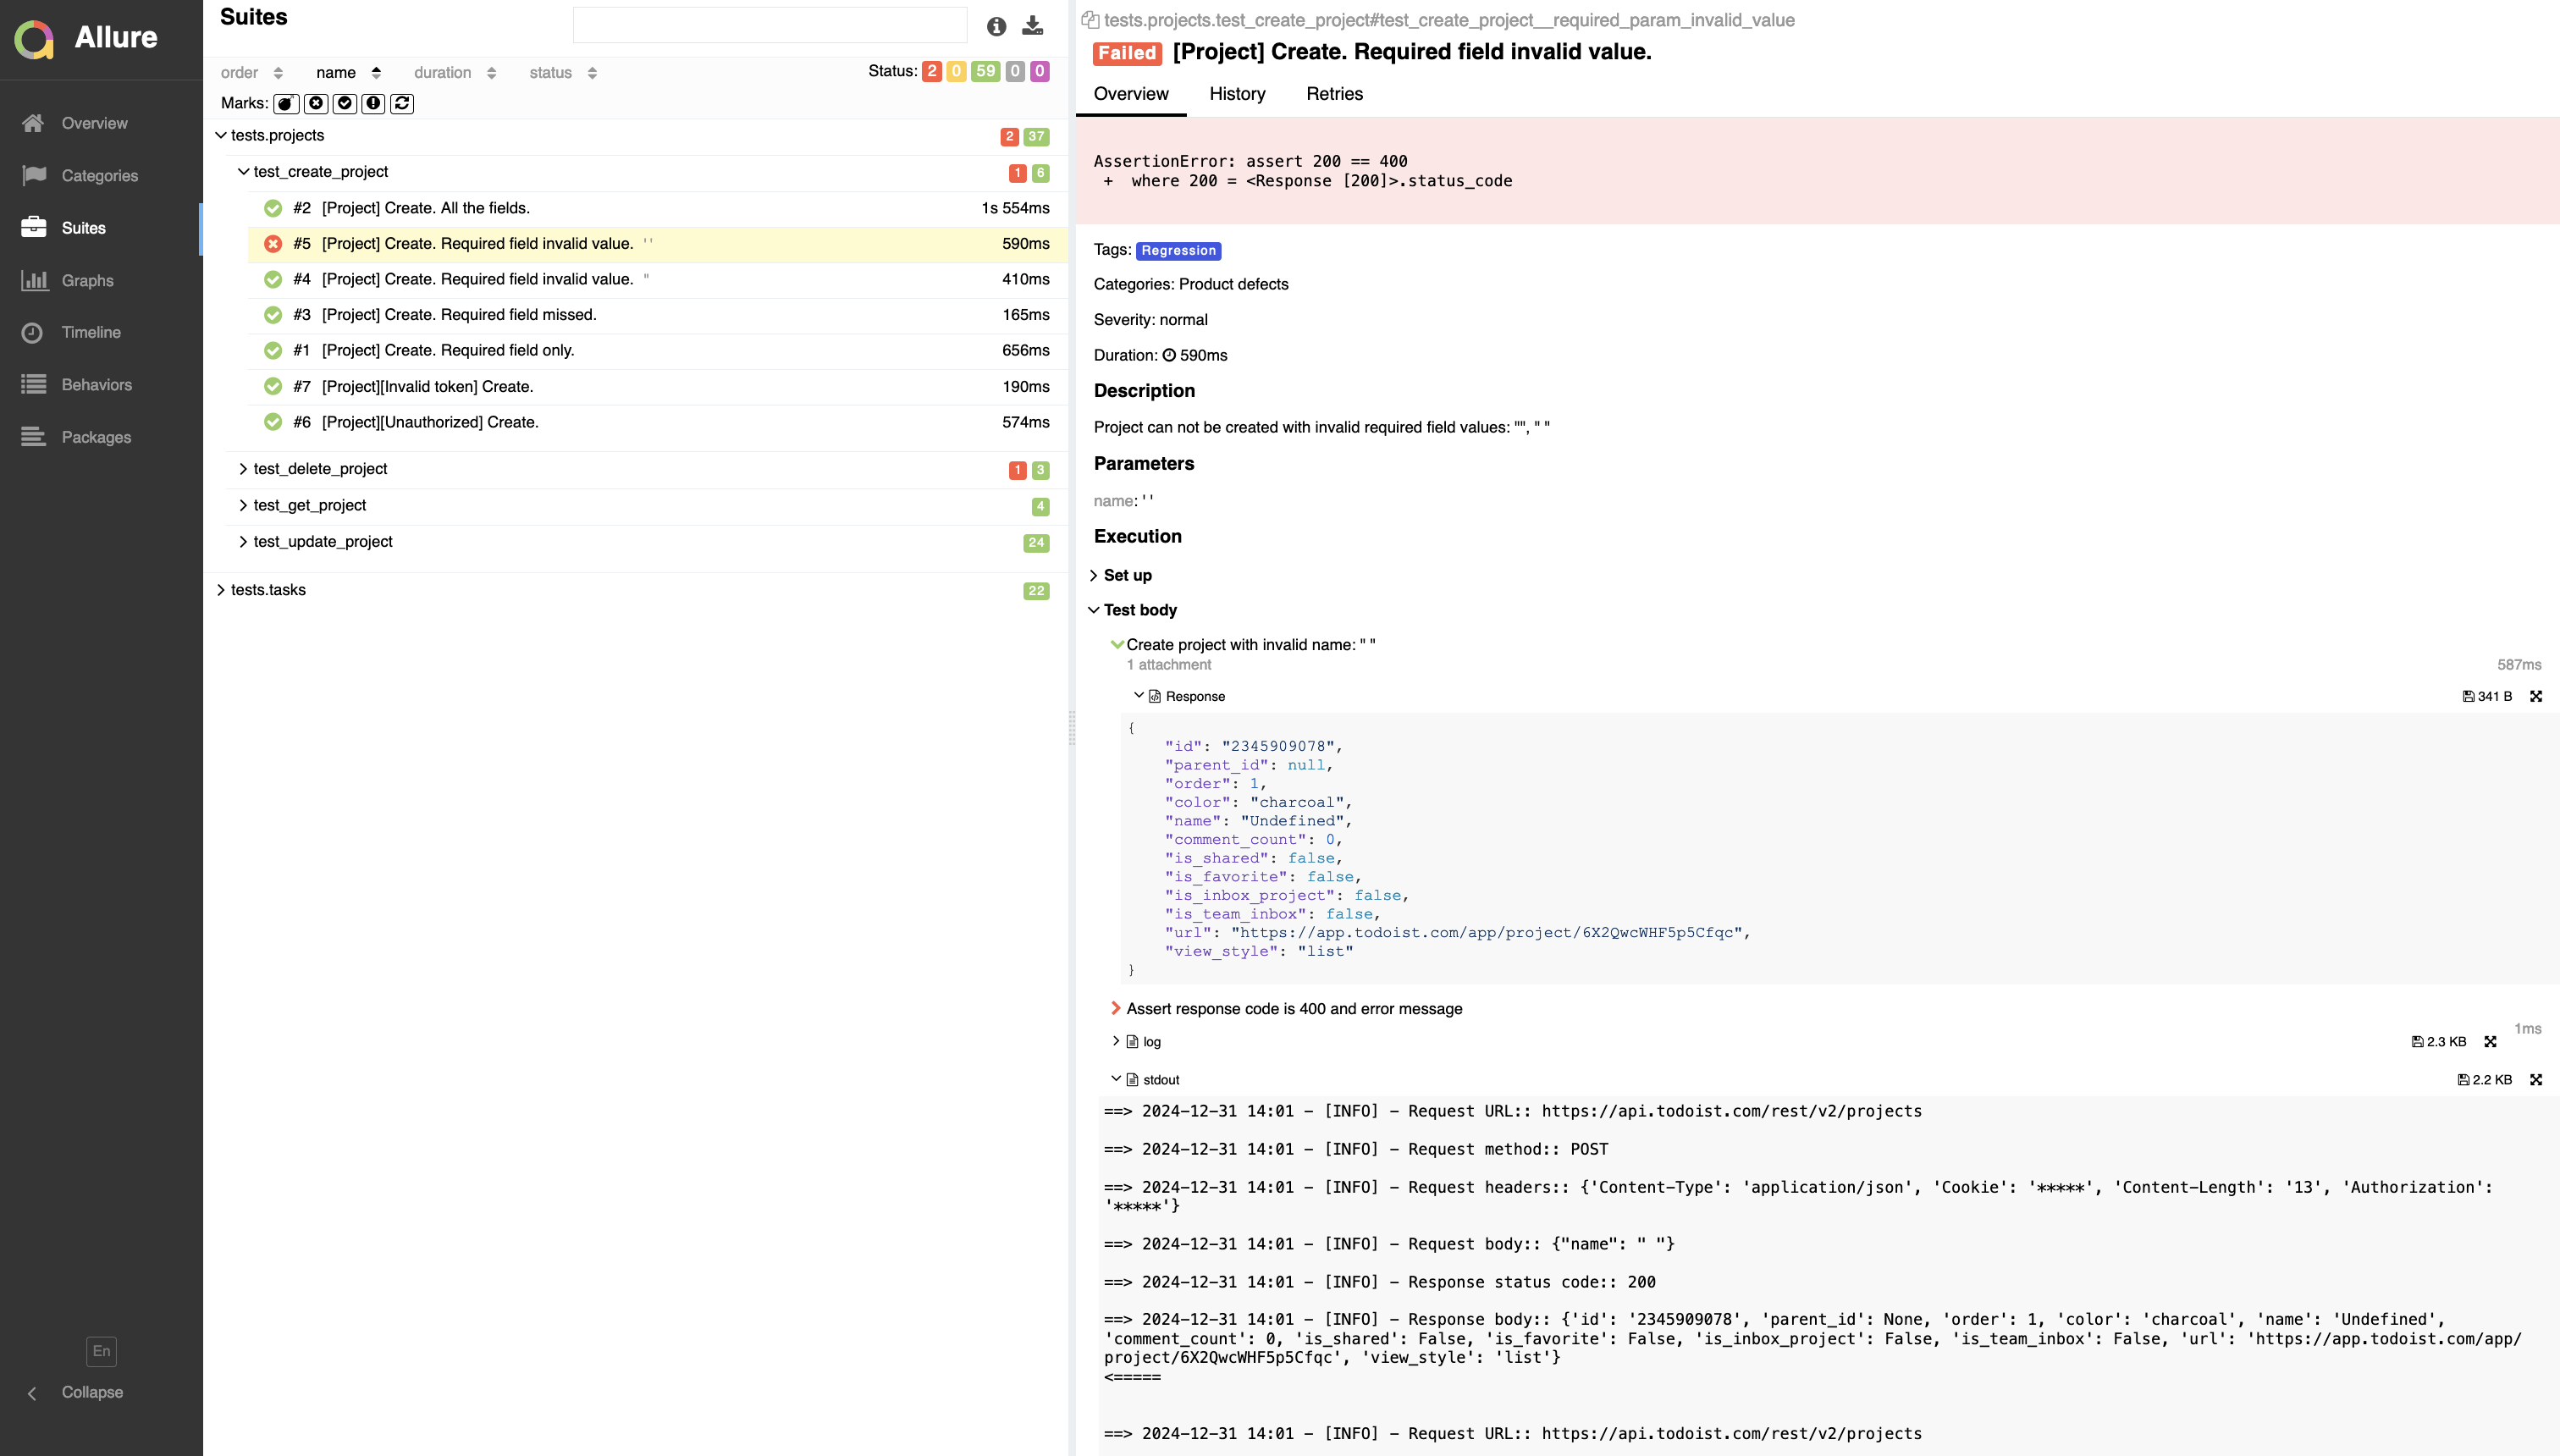 Allure
Overview
Categories
Suites
Graphs
Timeline
Behaviors
Packages
En
Collapse
Suites
order name duration status
Status: 2 0 59 0 0
Marks:
tests.projects 2 37
test_create_project 1 6
#2 [Project] Create. All the fields. 1s 554ms
#5 [Project] Create. Required field invalid value. ' ' 590ms
#4 [Project] Create. Required field invalid value. '' 410ms
#3 [Project] Create. Required field missed. 165ms
#1 [Project] Create. Required field only. 656ms
#7 [Project][Invalid token] Create. 190ms
#6 [Project][Unauthorized] Create. 574ms
test_delete_project 1 3
test_get_project 4
test_update_project 24
tests.tasks 22
tests.projects.test_create_project#test_create_project__required_param_invalid_value
Failed [Project] Create. Required field invalid value.
Overview History Retries
AssertionError: assert 200 == 400
+ where 200 = <Response [200]>.status_code
Tags: Regression
Categories: Product defects
Severity: normal
Duration: 590ms
Description
Project can not be created with invalid required field values: "", " "
Parameters
name: ' '
Execution
Set up
Test body
Create project with invalid name: " "
1 attachment 587ms
Response 341 B
{
"id": "2345909078",
"parent_id": null,
"order": 1,
"color": "charcoal",
"name": "Undefined",
"comment_count": 0,
"is_shared": false,
"is_favorite": false,
"is_inbox_project": false,
"is_team_inbox": false,
"url": "https://app.todoist.com/app/project/6X2QwcWHF5p5Cfqc",
"view_style": "list"
}
Assert response code is 400 and error message
1ms
log 2.3 KB
stdout 2.2 KB
==> 2024-12-31 14:01 - [INFO] - Request URL:: https://api.todoist.com/rest/v2/projects
==> 2024-12-31 14:01 - [INFO] - Request method:: POST
==> 2024-12-31 14:01 - [INFO] - Request headers:: {'Content-Type': 'application/json', 'Cookie': '*****', 'Content-Length': '13', 'Authorization':
'*****'}
==> 2024-12-31 14:01 - [INFO] - Request body:: {"name": " "}
==> 2024-12-31 14:01 - [INFO] - Response status code:: 200
==> 2024-12-31 14:01 - [INFO] - Response body:: {'id': '2345909078', 'parent_id': None, 'order': 1, 'color': 'charcoal', 'name': 'Undefined',
'comment_count': 0, 'is_shared': False, 'is_favorite': False, 'is_inbox_project': False, 'is_team_inbox': False, 'url': 'https://app.todoist.com/app/
project/6X2QwcWHF5p5Cfqc', 'view_style': 'list'}
<=====
==> 2024-12-31 14:01 - [INFO] - Request URL:: https://api.todoist.com/rest/v2/projects